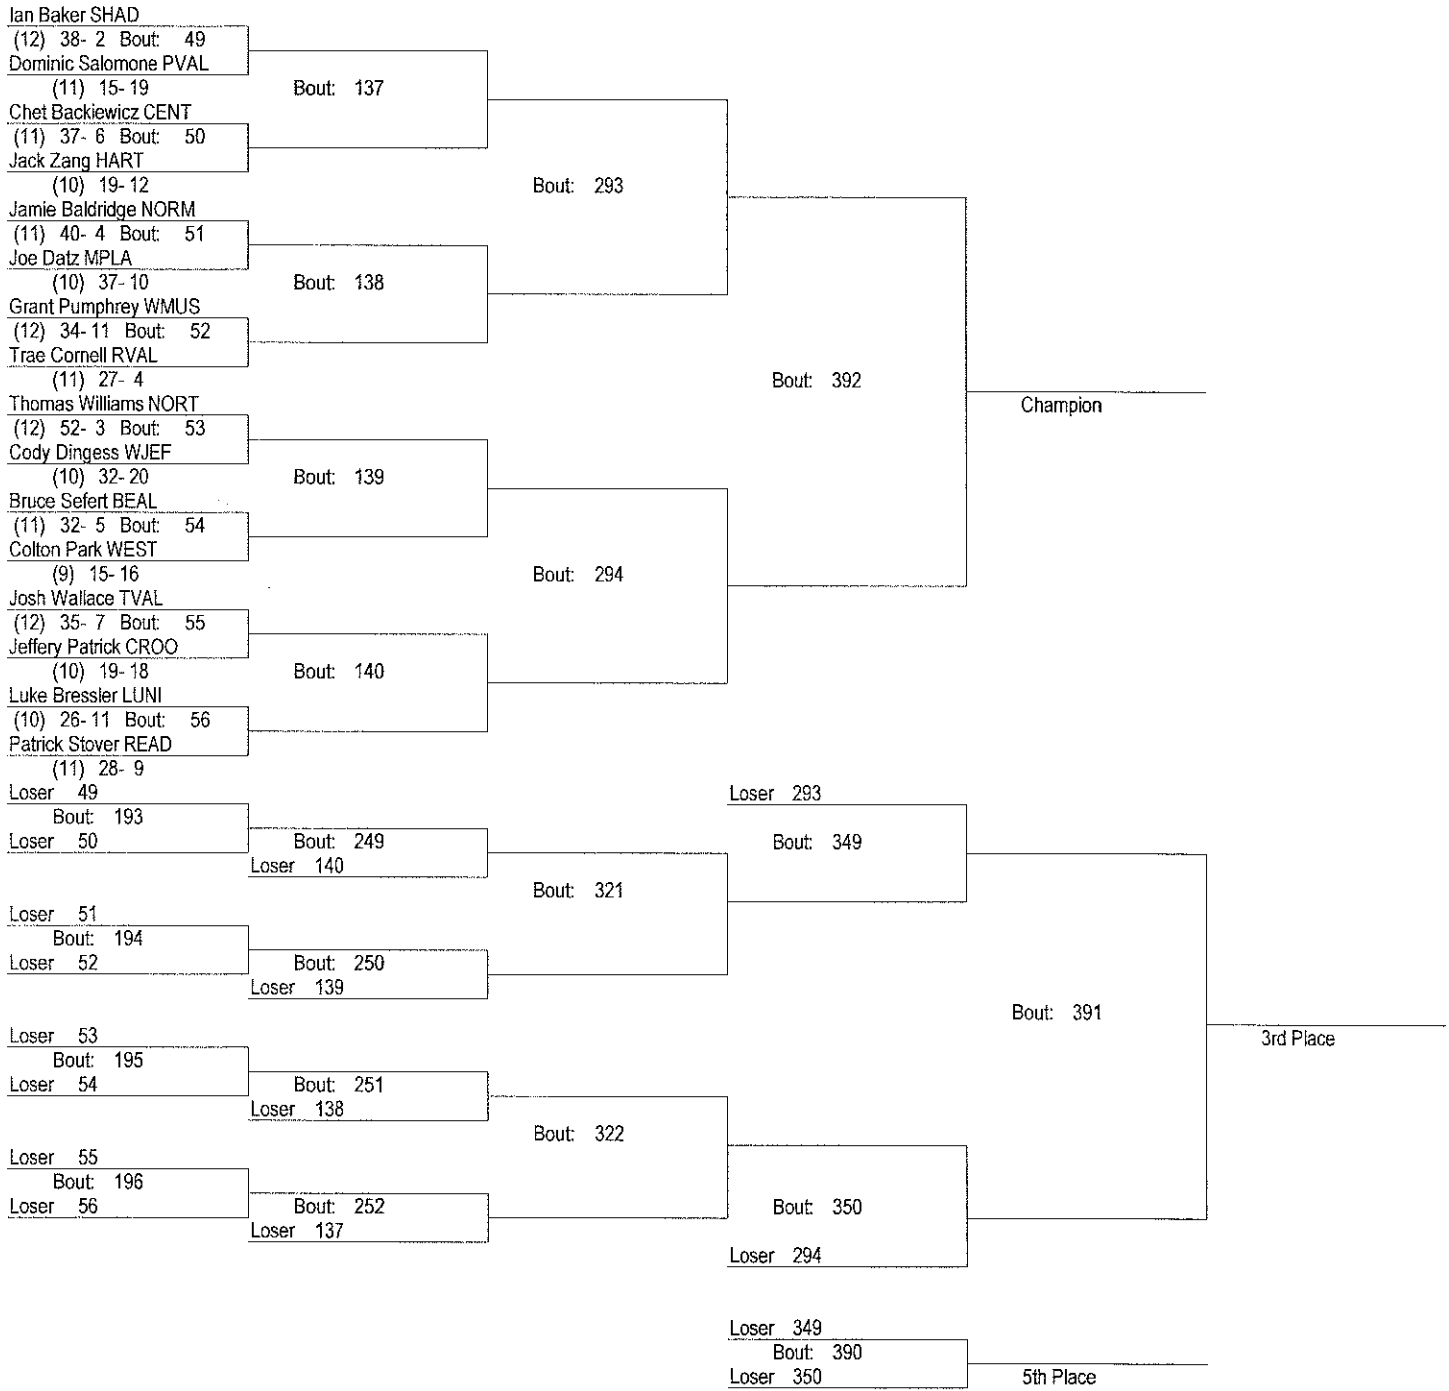 Ian Baker SHAD
(12) 38- 2 Bout: 49
Dominic Salomone PVAL
(11) 15- 19
Bout: 137
Chet Backiewicz CENT
(11) 37- 6 Bout: 50
Jack Zang HART
(10) 19- 12
Bout: 293
Jamie Baldridge NORM
(11) 40- 4 Bout: 51
Joe Datz MPLA
(10) 37- 10
Bout: 138
Grant Pumphrey WMUS
(12) 34- 11 Bout: 52
Trae Cornell RVAL
(11) 27- 4
Bout: 392
Champion
Thomas Williams NORT
(12) 52- 3 Bout: 53
Cody Dingess WJEF
(10) 32- 20
Bout: 139
Bruce Sefert BEAL
(11) 32- 5 Bout: 54
Colton Park WEST
(9) 15- 16
Bout: 294
Josh Wallace TVAL
(12) 35- 7 Bout: 55
Jeffery Patrick CROO
(10) 19- 18
Bout: 140
Luke Bressler LUNI
(10) 26- 11 Bout: 56
Patrick Stover READ
(11) 28- 9
Loser 49
Bout: 193
Loser 50
Bout: 249
Loser 140
Bout: 321
Loser 293
Bout: 349
Loser 51
Bout: 194
Loser 52
Bout: 250
Loser 139
Bout: 391
3rd Place
Loser 53
Bout: 195
Loser 54
Bout: 251
Loser 138
Bout: 322
Loser 55
Bout: 196
Loser 56
Bout: 252
Loser 137
Bout: 350
Loser 294
Loser 349
Bout: 390
Loser 350
5th Place